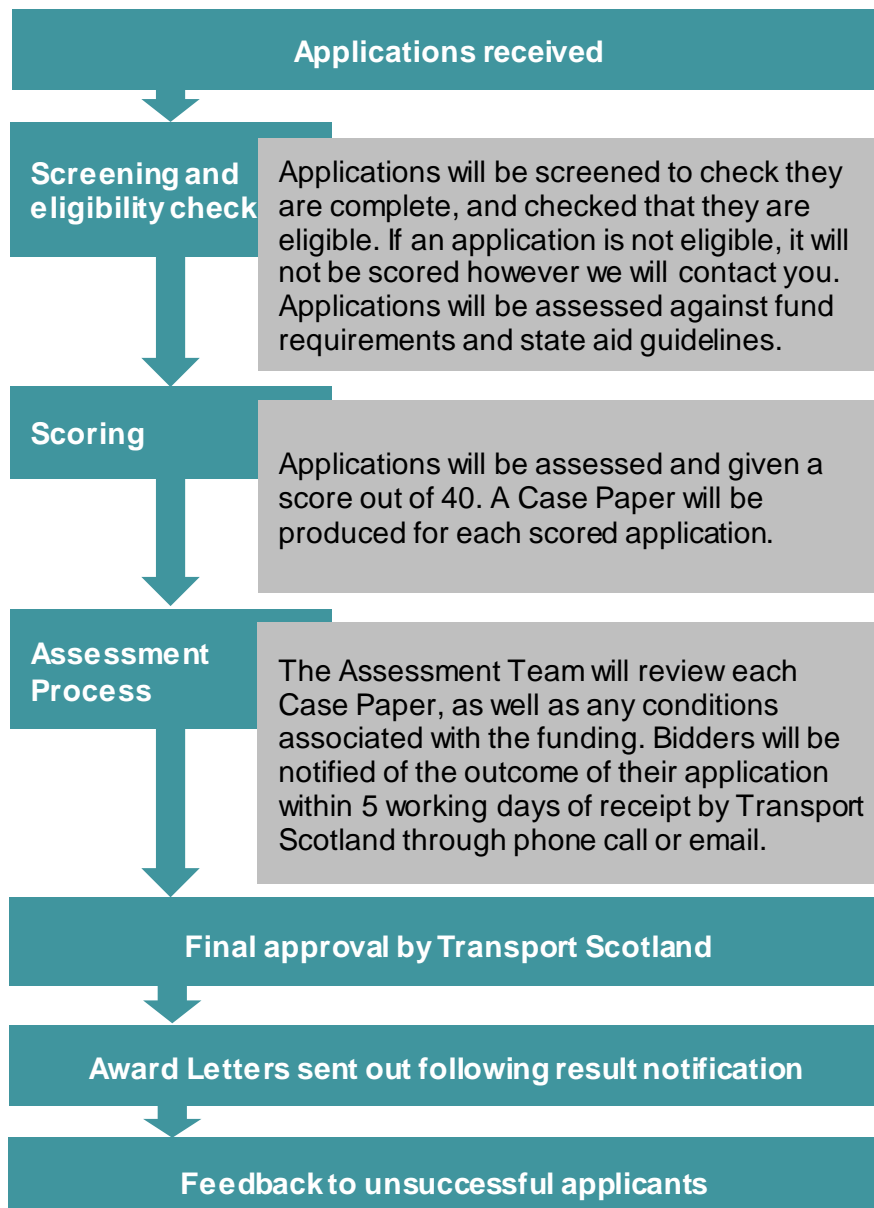 Applications received
Screening and
eligibility check
Applications will be screened to check they
are complete, and checked that they are
eligible. If an application is not eligible, it will
not be scored however we will contact you.
Applications will be assessed against fund
requirements and state aid guidelines.
Scoring
Applications will be assessed and given a
score out of 40. A Case Paper will be
produced for each scored application.
Assessment
Process
The Assessment Team will review each
Case Paper, as well as any conditions
associated with the funding. Bidders will be
notified of the outcome of their application
within 5 working days of receipt by Transport
Scotland through phone call or email.
Final approval by Transport Scotland
Award Letters sent out following result notification
Feedback to unsuccessful applicants